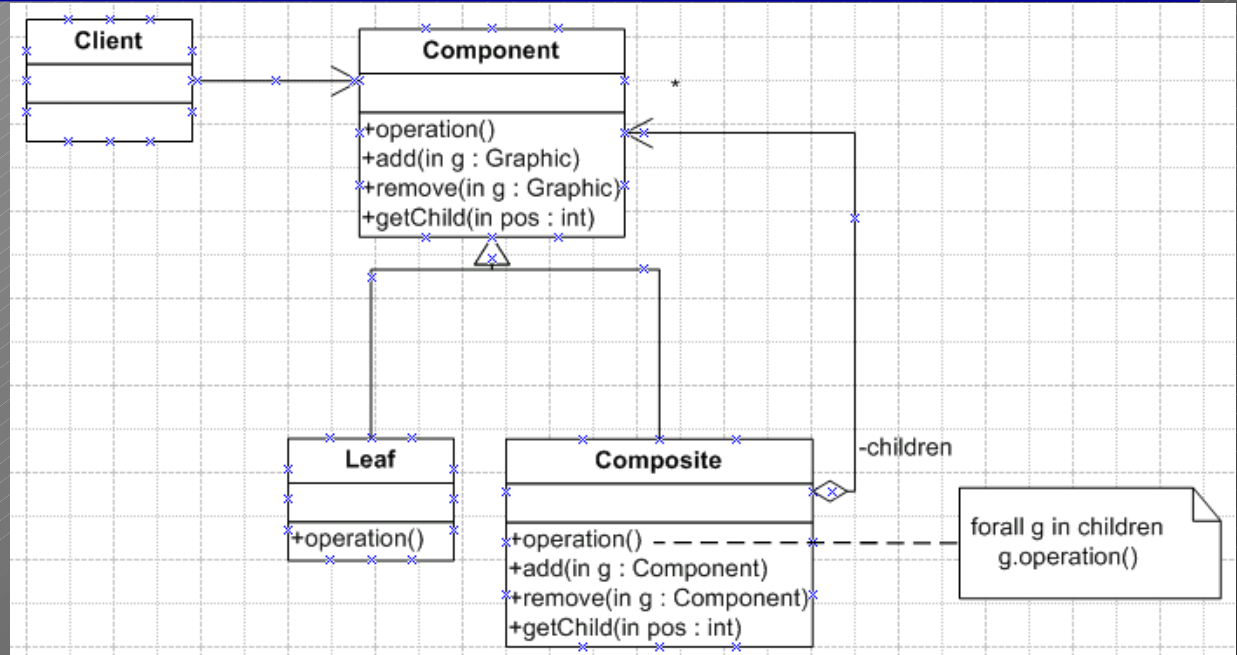 Client
Component
*
+operation()
+add(in g : Graphic)
+remove(in g : Graphic)
+getChild(in pos : int)
-children
Leaf
+operation()
Composite
+operation()
+add(in g : Component)
+remove(in g : Component)
+getChild(in pos : int)
forall g in children
g.operation()